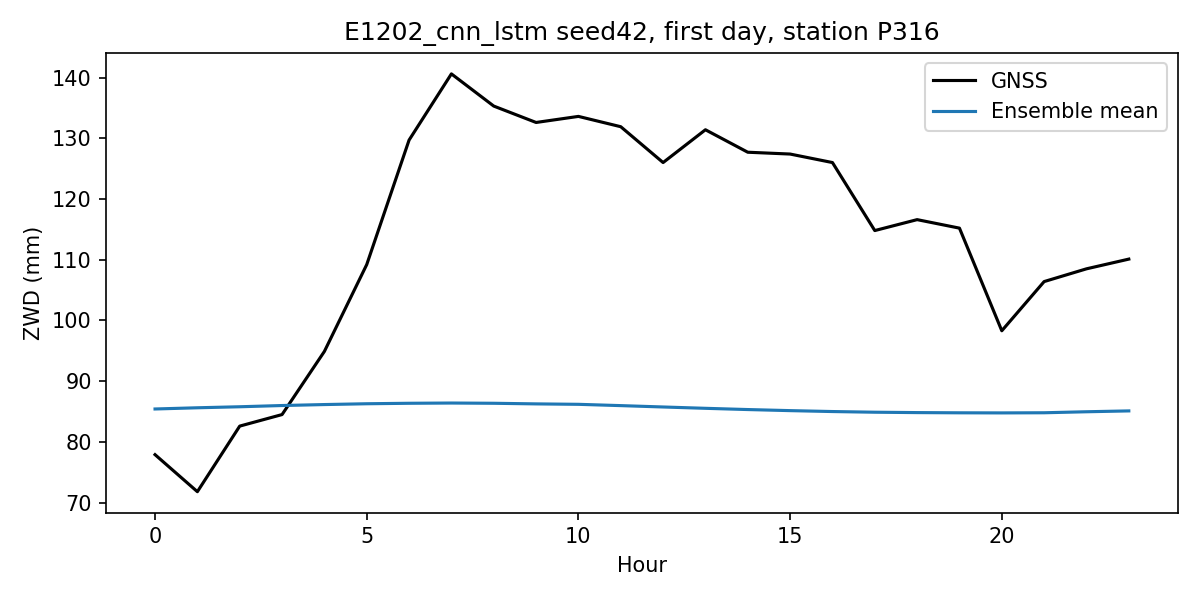 E1202_cnn_lstm seed42, first day, station P316
GNSS
Ensemble mean
ZWD (mm)
140
130
120
110
100
90
80
70
0 5 10 15 20
Hour